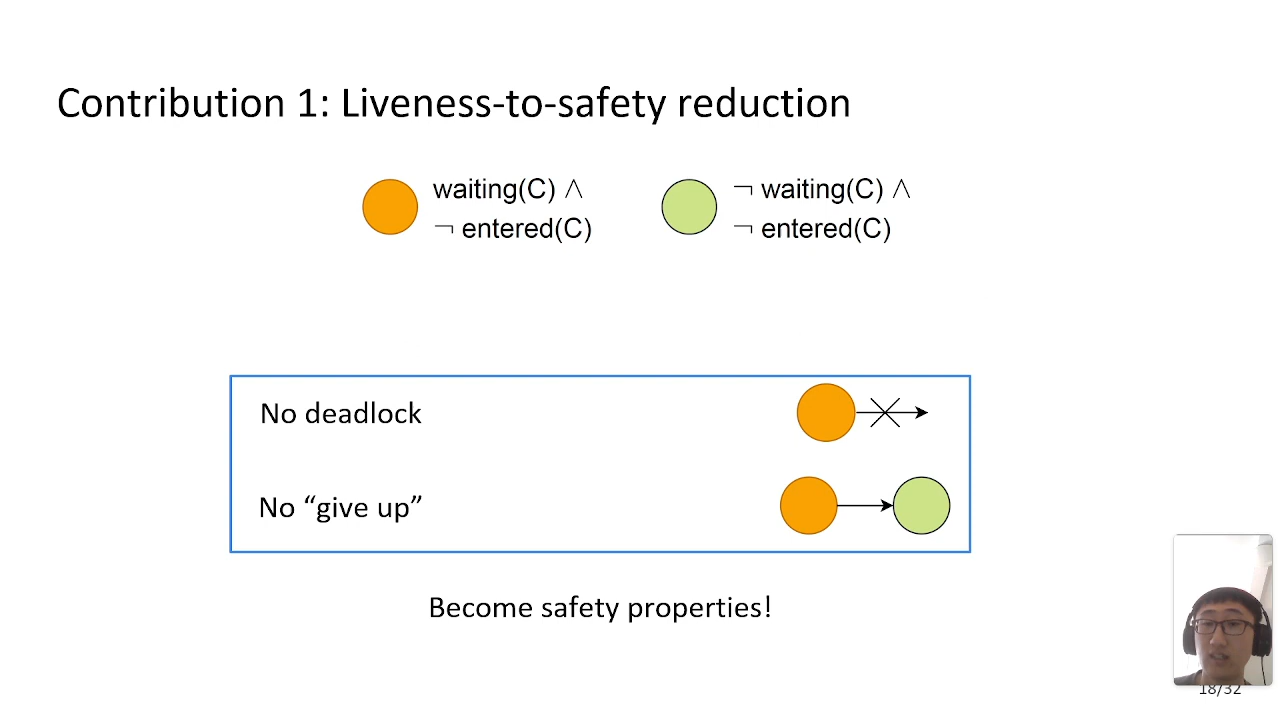 Contribution 1: Liveness-to-safety reduction
waiting(C) ∧
¬ entered(C)
¬ waiting(C) ∧
¬ entered(C)
No deadlock
No “give up”
Become safety properties!
18/32